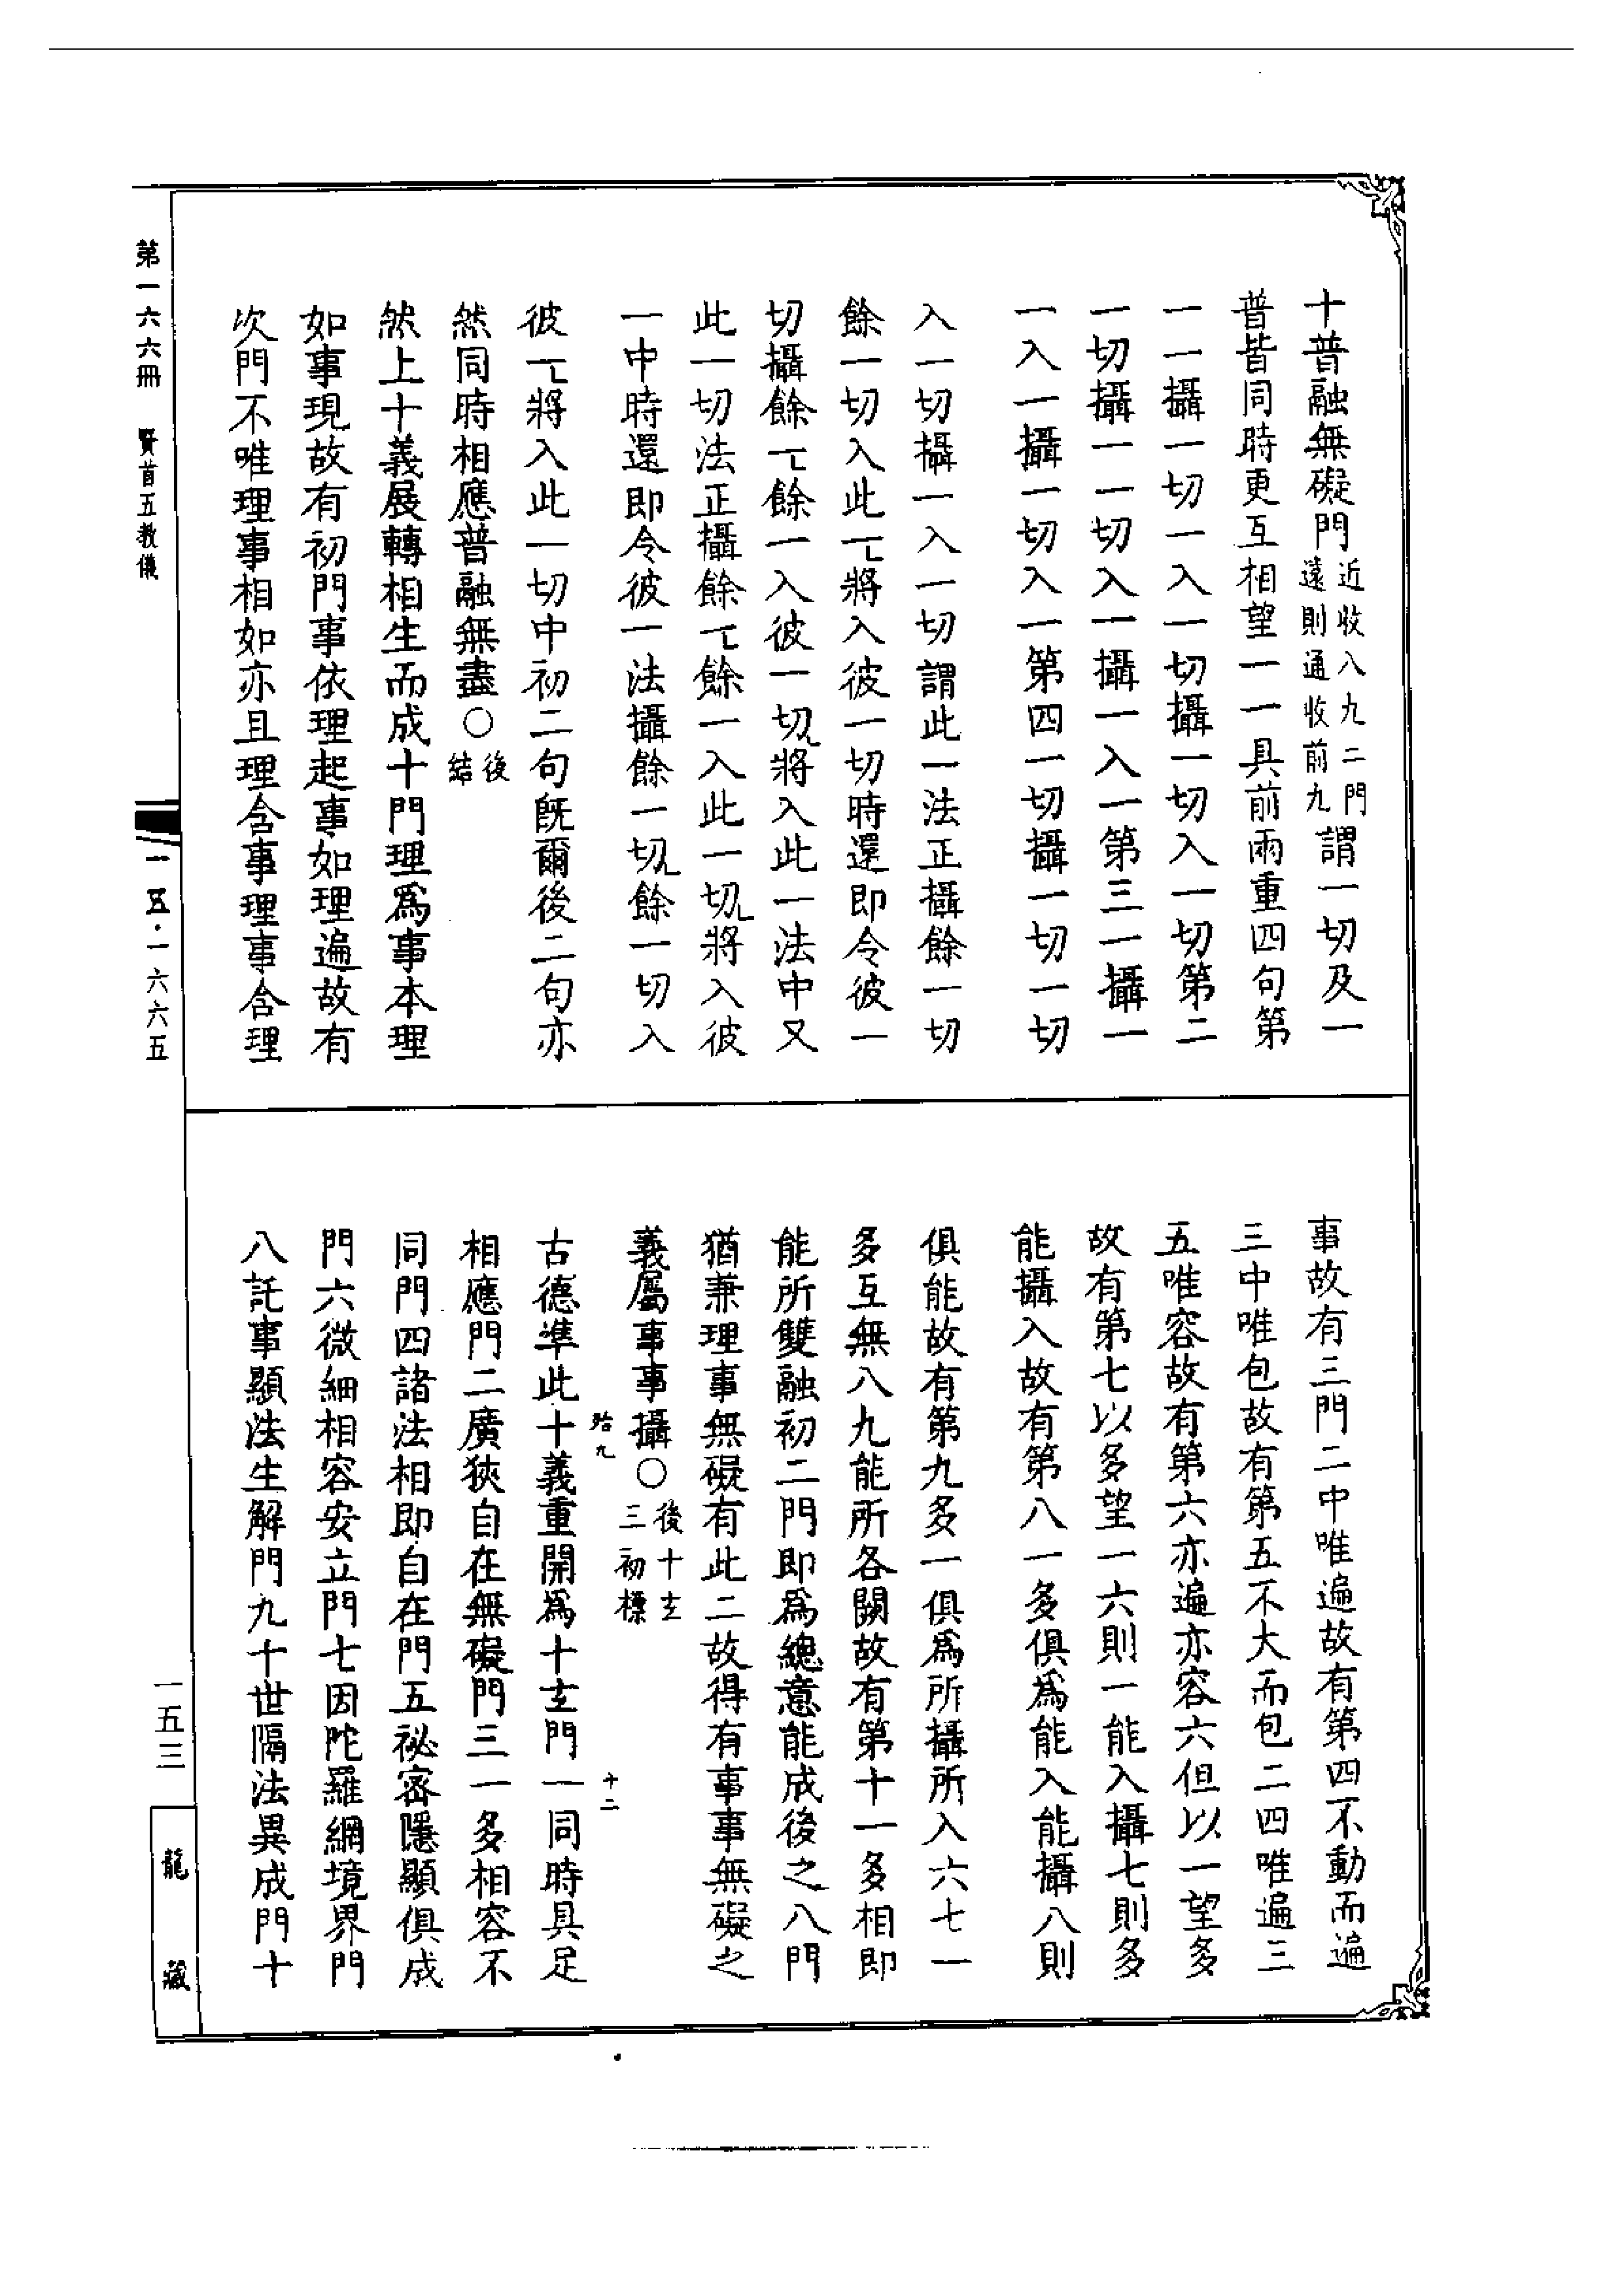 十普融無礙門近收八九二門遠則通收前九謂一切及一
普皆同時更互相望一一具前兩重四句第
一一攝一切一入一切攝一切入一切第二
一切攝一一切入一攝一入一第三一攝一
一入一攝一切入一第四一切攝一切一切
入一切攝一入一切謂此一法正攝餘一切
餘一切入此一將入彼一切時還即令彼一
切攝餘一餘一入彼一切將入此一法中又
此一切法正攝餘一餘一入此一切將入彼
一中時還即令彼一法攝餘一切餘一切入
彼一將入此一切中初二句旣爾後二句亦
然同時相應普融無盡○後結
然上十義展轉相生而成十門理為事本理
如事現故有初門事依理起事如理遍故有
次門不唯理事相如亦且理含事理事含理
事故有三門二中唯遍故有第四不動而遍
三中唯包故有第五不大而包二四唯遍三
五唯容故有第六亦遍亦容六但以一望多
故有第七以多望一六則一能入攝七則多
能攝入故有第八一多俱為能入能攝八則
俱能故有第九多一俱為所攝所入六七一
多互無八九能所各闕故有第十一多相即
能所雙融初二門即為總意能成後之八門
猶兼理事無礙有此二故得有事事無礙之
義屬事事攝○後十玄三初標
古德準此十義重開為十玄門一同時具足
相應門二廣狹自在無礙門三一多相容不
同門四諸法相即自在門五祕密隱顯俱成
門六微細相容安立門七因陀羅網境界門
八託事顯法生解門九十世隔法異成門十
第一六六冊 賢首五教儀
一五·一六六五
一五三
龍藏
十二